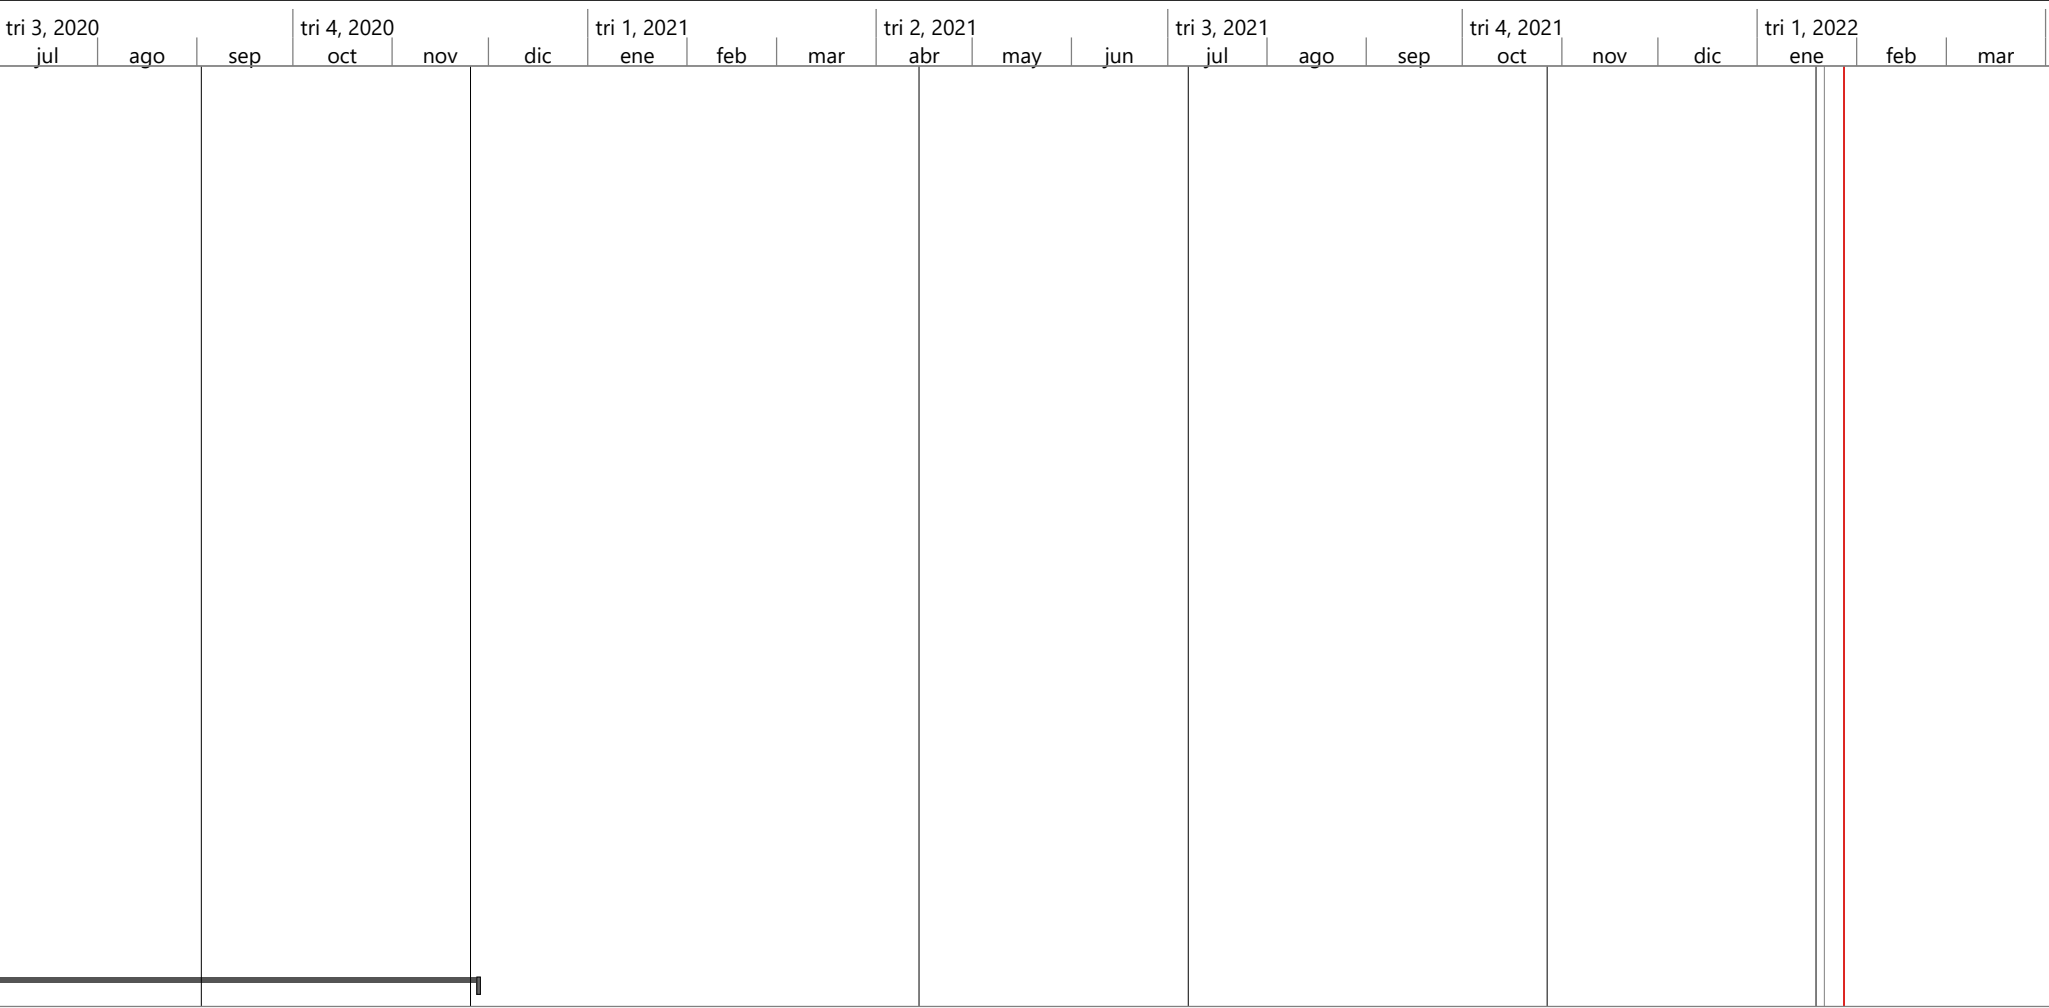 tri 3, 2020 tri 4, 2020 tri 1, 2021 tri 2, 2021 tri 3, 2021 tri 4, 2021 tri 1, 2022
jul ago sep oct nov dic ene feb mar abr may jun jul ago sep oct nov dic ene feb mar